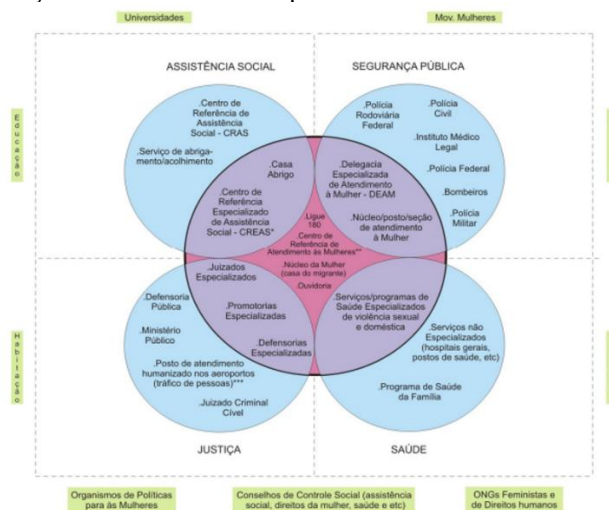 Universidades
Mov. Mulheres
ASSISTÊNCIA SOCIAL
SEGURANÇA PÚBLICA
Educação
.Centro de
Referência de
Assistência
Social - CRAS
.Serviço de abriga-
mento/acolhimento
.Casa
Abrigo
.Centro de
Referência
Especializado
de Assistência
Social - CREAS*
.Polícia
Rodoviária
Federal
.Polícia
Civil
.Instituto Médico
Legal
.Polícia Federal
.Bombeiros
.Polícia
Militar
.Delegacia
Especializada
de Atendimento
à Mulher - DEAM
.Núcleo/posto/seção
de atendimento
à Mulher
.Ligue
180
.Centro de
Referência de
Atendimento às Mulheres**
.Núcleo da Mulher
(casa do migrante)
.Ouvidoria
Habitação
.Juizados
Especializados
.Promotorias
Especializadas
.Defensorias
Especializadas
.Defensoria
Pública
.Ministério
Público
.Posto de atendimento
humanizado nos aeroportos
(tráfico de pessoas)***
.Juizado Criminal
Cível
.Serviços/programas de
Saúde Especializados
de violência sexual
e doméstica
.Serviços não
Especializados
(hospitais gerais,
postos de saúde, etc)
.Programa de Saúde
da Família
JUSTIÇA
SAÚDE
Organismos de Políticas
para às Mulheres
Conselhos de Controle Social (assistência
social, direitos da mulher, saúde e etc)
ONGs Feministas e
de Direitos humanos